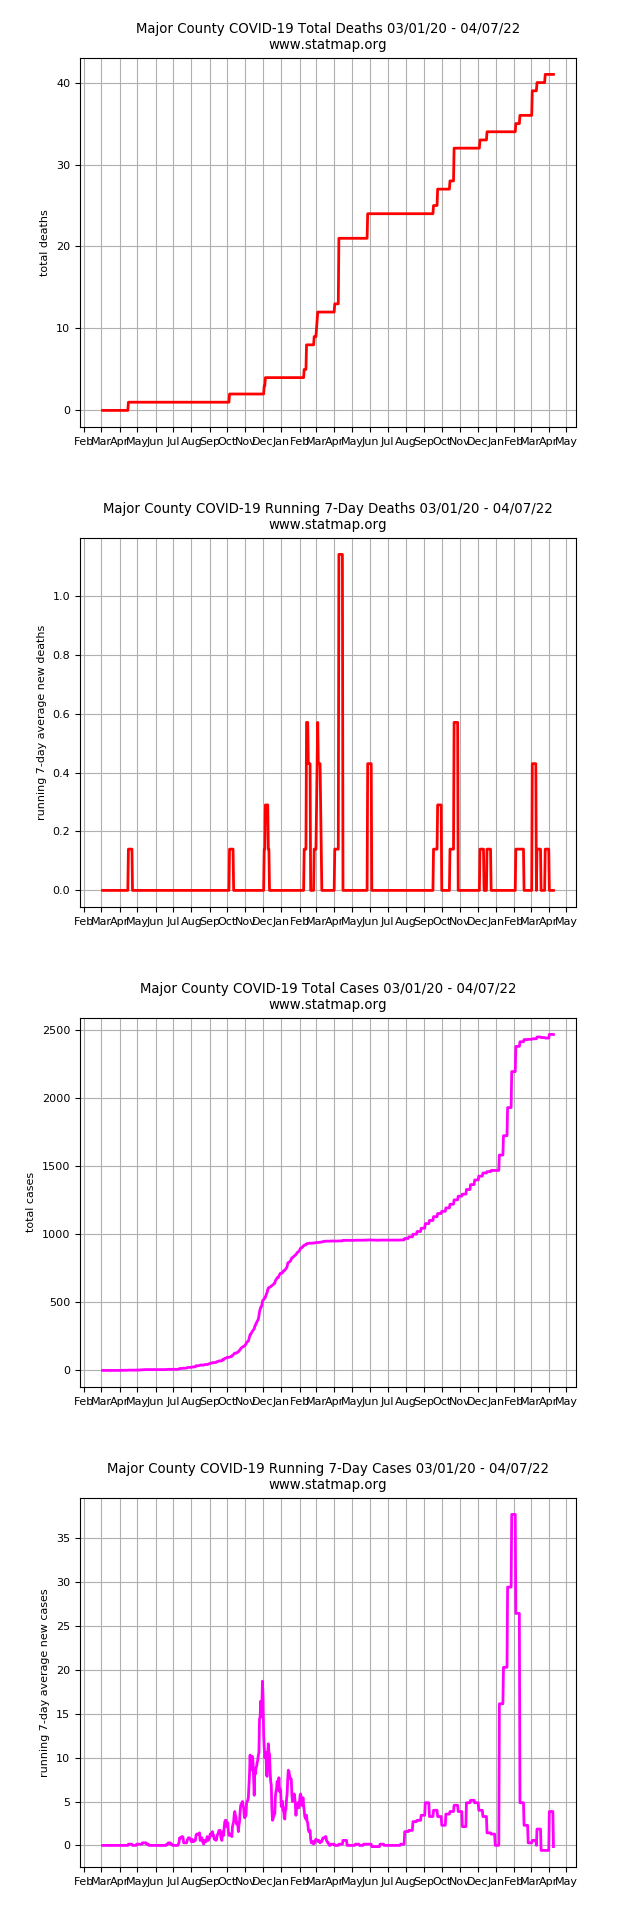 Major County COVID-19 Total Deaths 03/01/20 - 04/07/22
www.statmap.org
40
30
20
10
0
total deaths
Feb Mar Apr May Jun Jul Aug Sep Oct Nov Dec Jan Feb Mar Apr May Jun Jul Aug Sep Oct Nov Dec Jan Feb Mar Apr May
Major County COVID-19 Running 7-Day Deaths 03/01/20 - 04/07/22
www.statmap.org
1.0
0.8
0.6
0.4
0.2
0.0
running 7-day average new deaths
Feb Mar Apr May Jun Jul Aug Sep Oct Nov Dec Jan Feb Mar Apr May Jun Jul Aug Sep Oct Nov Dec Jan Feb Mar Apr May
Major County COVID-19 Total Cases 03/01/20 - 04/07/22
www.statmap.org
2500
2000
1500
1000
500
0
total cases
Feb Mar Apr May Jun Jul Aug Sep Oct Nov Dec Jan Feb Mar Apr May Jun Jul Aug Sep Oct Nov Dec Jan Feb Mar Apr May
Major County COVID-19 Running 7-Day Cases 03/01/20 - 04/07/22
www.statmap.org
35
30
25
20
15
10
5
0
running 7-day average new cases
Feb Mar Apr May Jun Jul Aug Sep Oct Nov Dec Jan Feb Mar Apr May Jun Jul Aug Sep Oct Nov Dec Jan Feb Mar Apr May